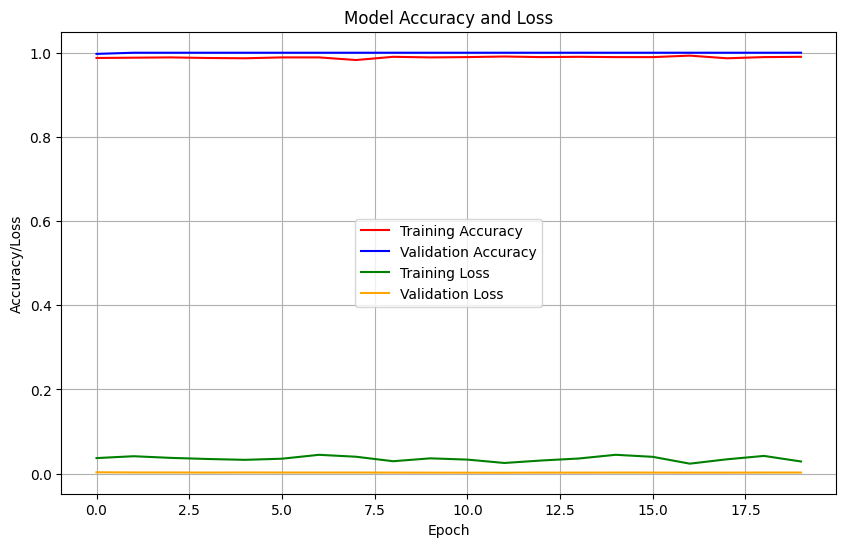 Model Accuracy and Loss
1.0
0.8
0.6
0.4
0.2
0.0
Accuracy/Loss
Training Accuracy
Validation Accuracy
Training Loss
Validation Loss
0.0 2.5 5.0 7.5 10.0 12.5 15.0 17.5
Epoch